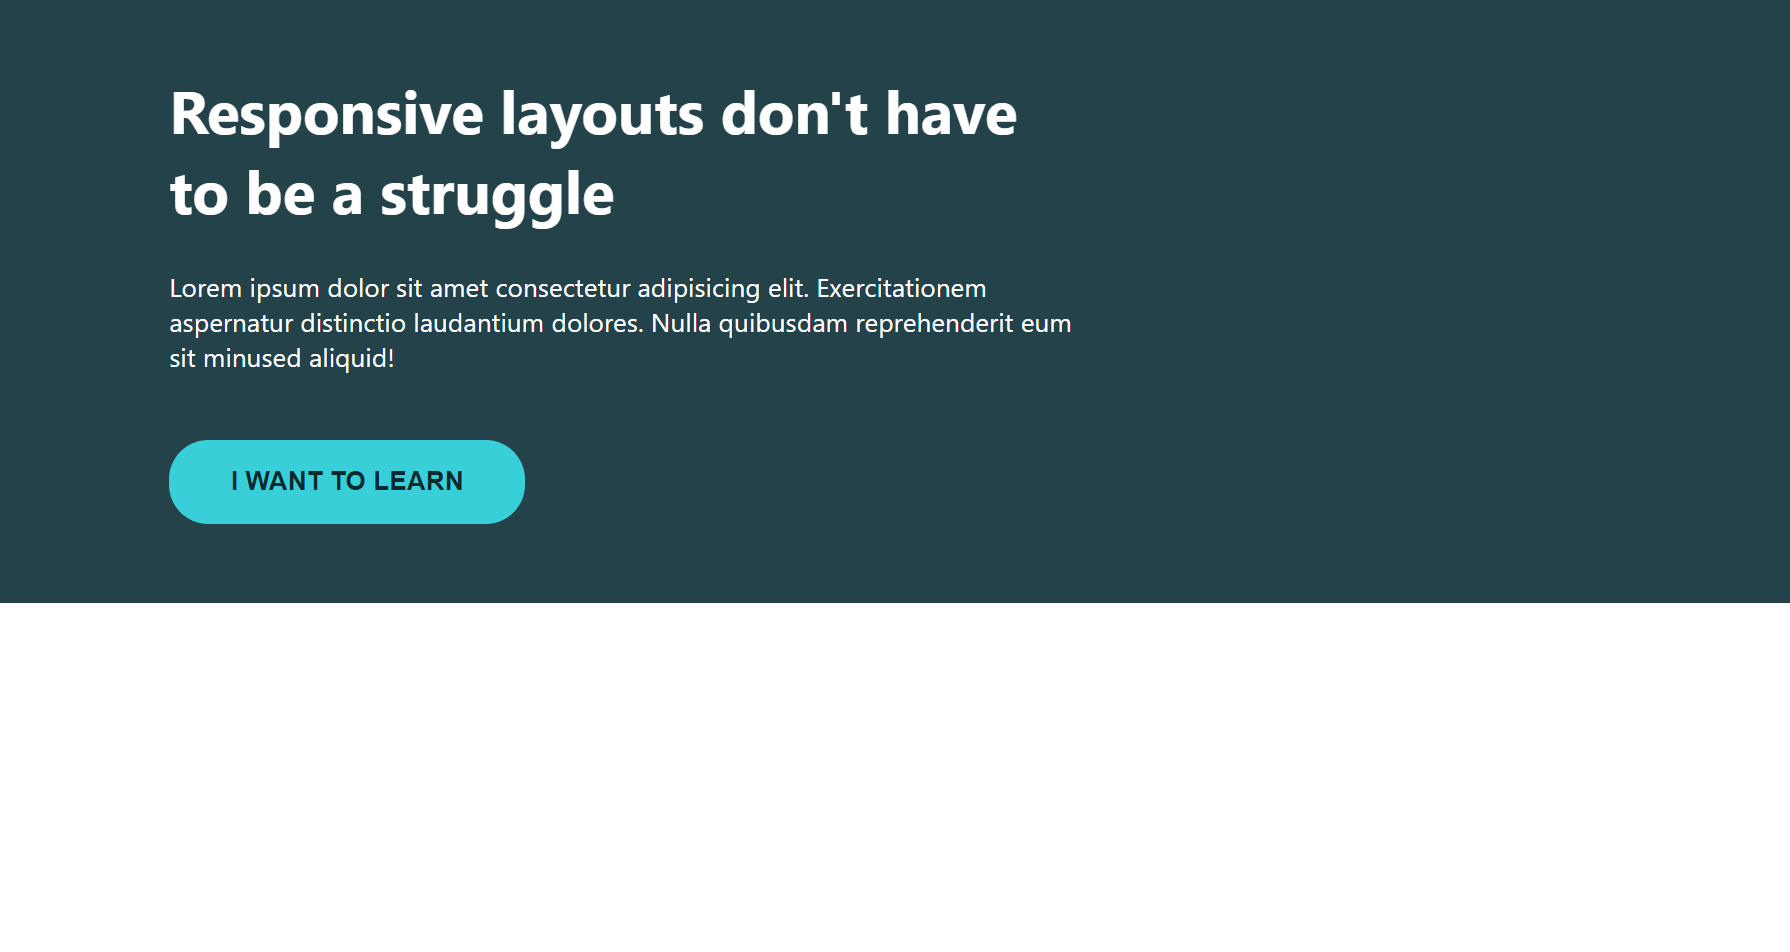 Responsive layouts don't have
to be a struggle
Lorem ipsum dolor sit amet consectetur adipisicing elit. Exercitationem
aspernatur distinctio laudantium dolores. Nulla quibusdam reprehenderit eum
sit minused aliquid!
I WANT TO LEARN